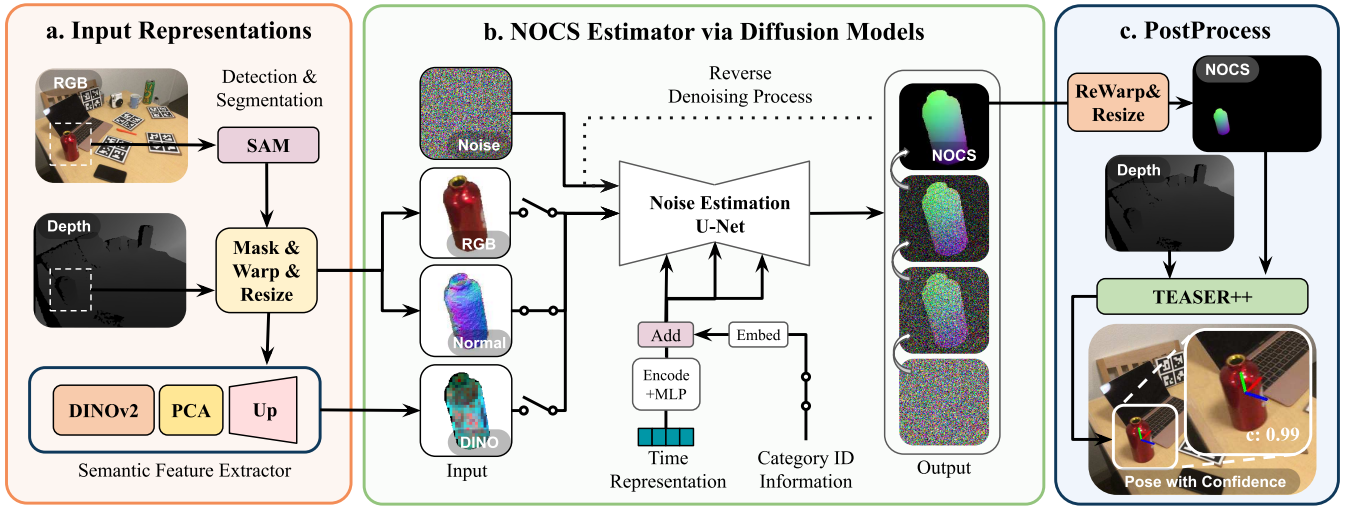 a. Input Representations
RGB
Detection &
Segmentation
SAM
Depth
Mask &
Warp &
Resize
DINOv2
PCA
Up
Semantic Feature Extractor
b. NOCS Estimator via Diffusion Models
Noise
RGB
Normal
DINO
Input
Reverse
Denoising Process
Noise Estimation
U-Net
Add
Embed
Encode
+MLP
Time
Representation
Category ID
Information
NOCS
Output
c. PostProcess
ReWarp&
Resize
NOCS
Depth
TEASER++
c: 0.99
Pose with Confidence